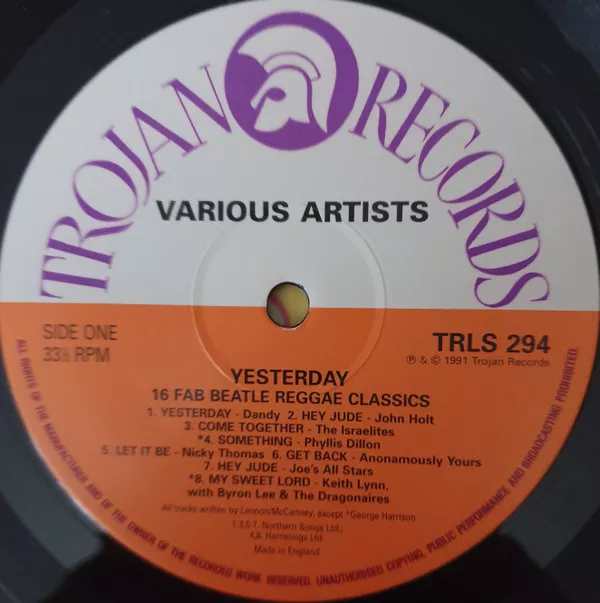 TROJAN RECORDS
VARIOUS ARTISTS
SIDE ONE
33⅓ RPM
TRLS 294
℗ & © 1991 Trojan Records
YESTERDAY
16 FAB BEATLE REGGAE CLASSICS
1. YESTERDAY - Dandy 2. HEY JUDE - John Holt
3. COME TOGETHER - The Israelites
*4. SOMETHING - Phyllis Dillon
5. LET IT BE - Nicky Thomas 6. GET BACK - Anonamously Yours
7. HEY JUDE - Joe's All Stars
*8. MY SWEET LORD - Keith Lynn,
with Byron Lee & The Dragonaires
All tracks written by Lennon/McCartney, except *George Harrison
1-3,5-7. Northern Songs Ltd.,
4,8. Harrisongs Ltd.
Made in England
ALL RIGHTS OF THE MANUFACTURER AND OF THE OWNER OF THE RECORDED WORK RESERVED. UNAUTHORISED COPYING, PUBLIC PERFORMANCE AND BROADCASTING PROHIBITED.